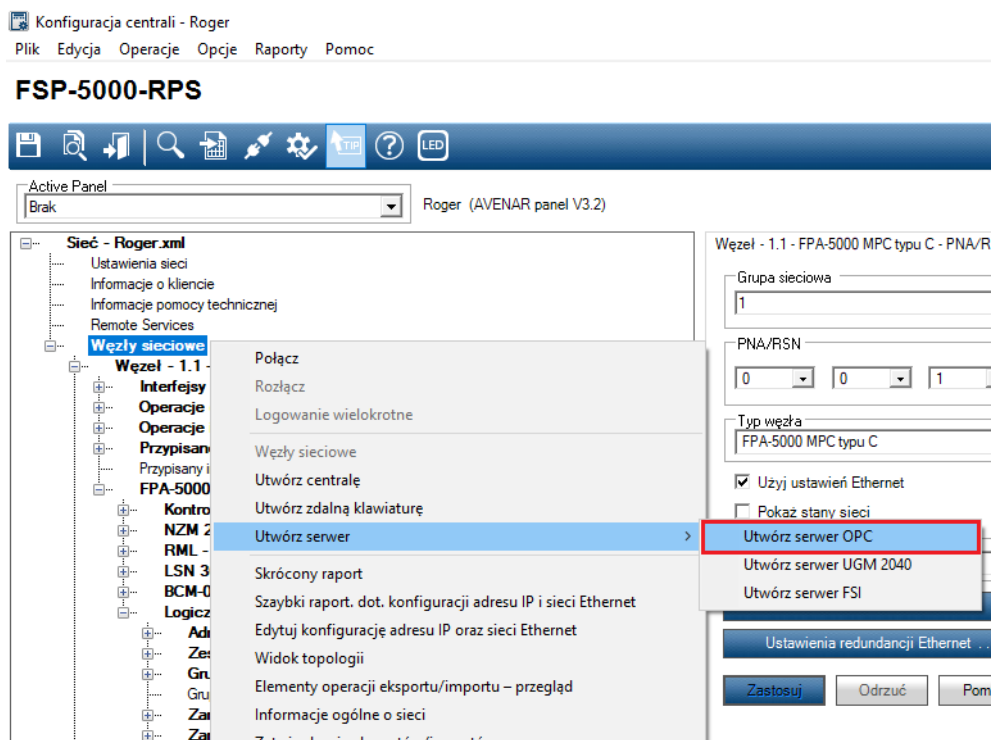 Konfiguracja centrali - Roger
Plik Edycja Operacje Opcje Raporty Pomoc
FSP-5000-RPS
TIP
?
LED
Active Panel
Brak
Roger (AVENAR panel V3.2)
Sieć - Roger.xml
Ustawienia sieci
Informacje o kliencie
Informacje pomocy technicznej
Remote Services
Węzły sieciowe
Węzeł - 1.1 -
Interfejsy
Operacje
Operacje
Przypisan
Przypisany i
FPA-5000
Kontro
NZM 2
RML -
LSN 3
BCM-0
Logicz
Adr
Zes
Gru
Gru
Zar
Zar
Połącz
Rozłącz
Logowanie wielokrotne
Węzły sieciowe
Utwórz centralę
Utwórz zdalną klawiaturę
Utwórz serwer
Skrócony raport
Szaybki raport. dot. konfiguracji adresu IP i sieci Ethernet
Edytuj konfigurację adresu IP oraz sieci Ethernet
Widok topologii
Elementy operacji eksportu/importu – przegląd
Informacje ogólne o sieci
Węzeł - 1.1 - FPA-5000 MPC typu C - PNA/R
Grupa sieciowa
1
PNA/RSN
0 0 1
Typ węzła
FPA-5000 MPC typu C
Użyj ustawień Ethernet
Pokaż stany sieci
Utwórz serwer OPC
Utwórz serwer UGM 2040
Utwórz serwer FSI
Ustawienia redundancji Ethernet . .
Zastosuj Odrzuć Pom